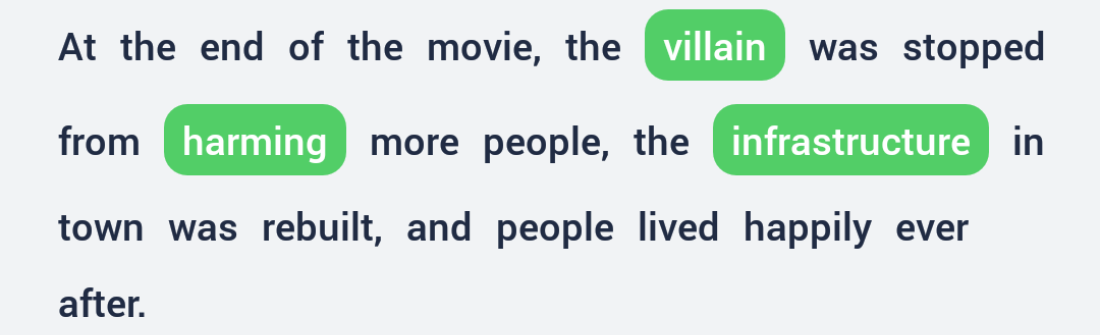 At the end of the movie, the villain was stopped
from harming more people, the infrastructure in
town was rebuilt, and people lived happily ever
after.